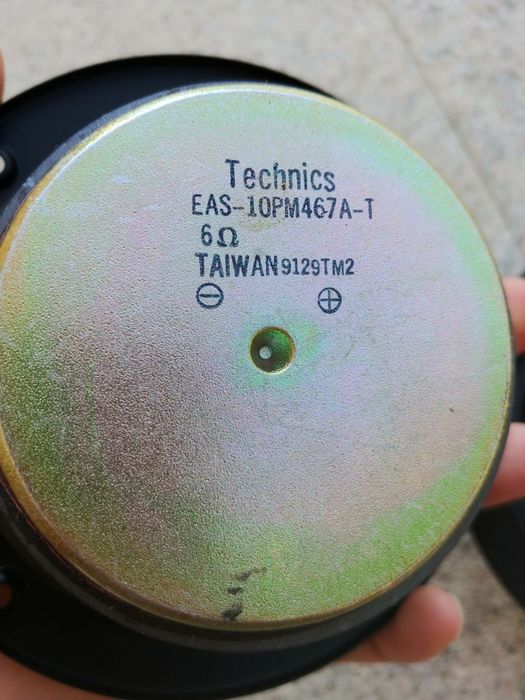 Technics
EAS-10PM467A-T
6Ω
TAIWAN 9129TM2
⊖ ⊕